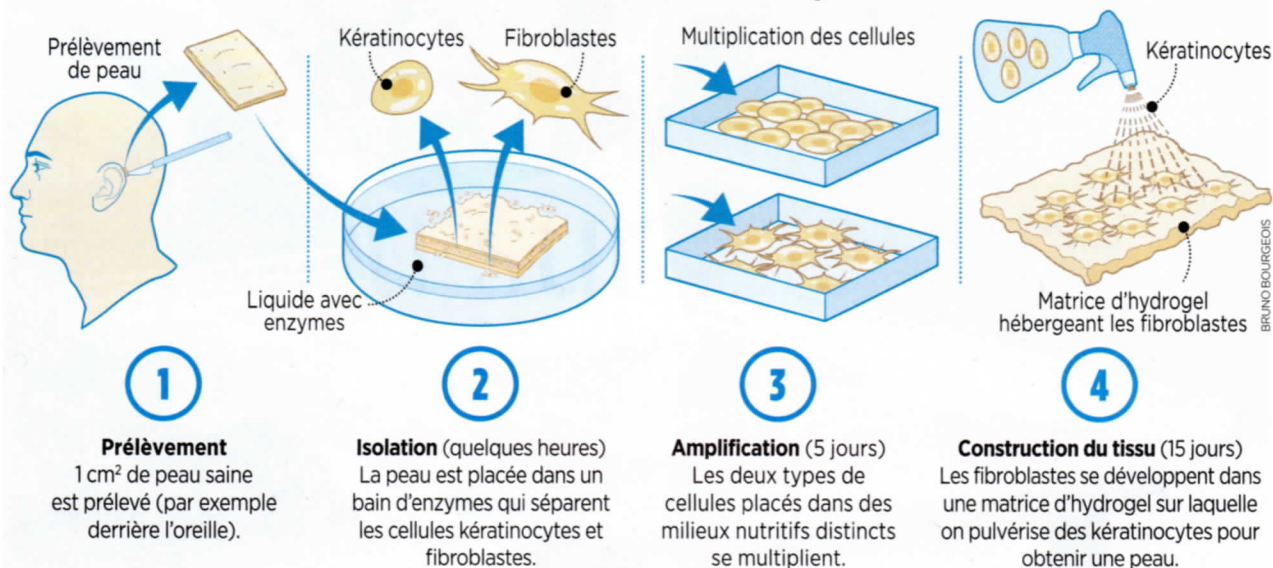 Prélèvement
de peau
Kératinocytes
Fibroblastes
Liquide avec
enzymes
Multiplication des cellules
Kératinocytes
Matrice d'hydrogel
hébergeant les fibroblastes
BRUNO BOURGEOIS
1
Prélèvement
1 cm² de peau saine
est prélevé (par exemple
derrière l'oreille).
2
Isolation (quelques heures)
La peau est placée dans un
bain d'enzymes qui séparent
les cellules kératinocytes et
fibroblastes.
3
Amplification (5 jours)
Les deux types de
cellules placés dans des
milieux nutritifs distincts
se multiplient.
4
Construction du tissu (15 jours)
Les fibroblastes se développent dans
une matrice d'hydrogel sur laquelle
on pulvérise des kératinocytes pour
obtenir une peau.